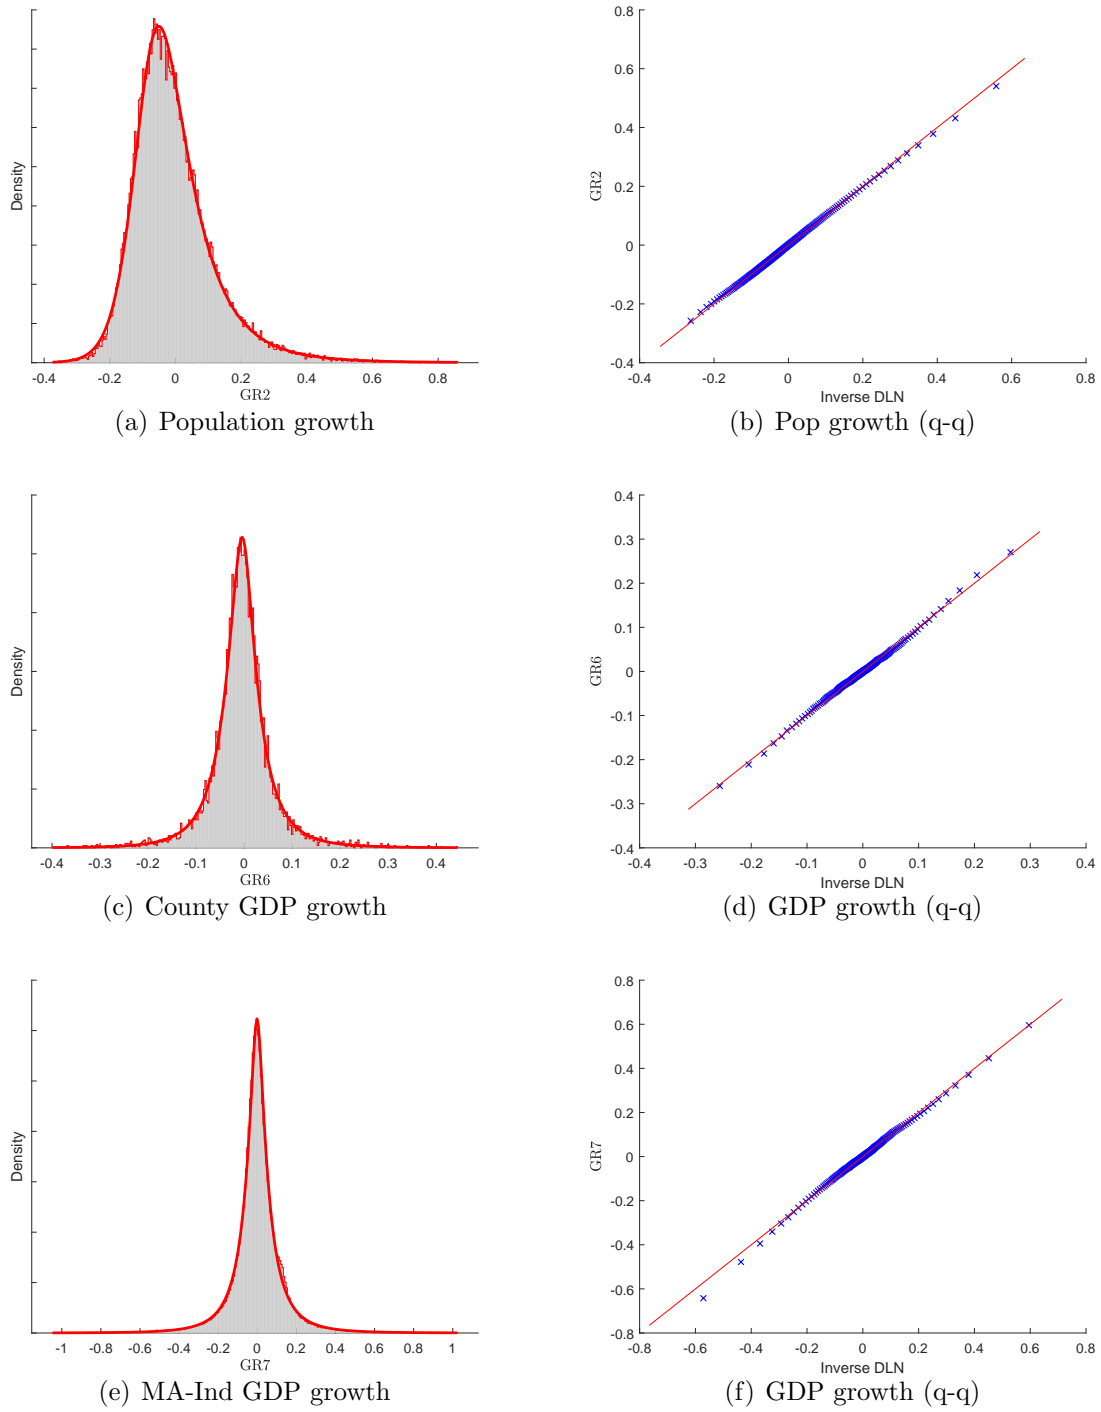 Density
-0.4 -0.2 0 0.2 0.4 0.6 0.8
GR2
(a) Population growth
GR2
0.8
0.6
0.4
0.2
0
-0.2
-0.4
-0.4 -0.2 0 0.2 0.4 0.6 0.8
Inverse DLN
(b) Pop growth (q-q)
Density
-0.4 -0.3 -0.2 -0.1 0 0.1 0.2 0.3 0.4
GR6
(c) County GDP growth
GR6
0.4
0.3
0.2
0.1
0
-0.1
-0.2
-0.3
-0.4
-0.4 -0.3 -0.2 -0.1 0 0.1 0.2 0.3 0.4
Inverse DLN
(d) GDP growth (q-q)
Density
-1 -0.8 -0.6 -0.4 -0.2 0 0.2 0.4 0.6 0.8 1
GR7
(e) MA-Ind GDP growth
GR7
0.8
0.6
0.4
0.2
0
-0.2
-0.4
-0.6
-0.8
-0.8 -0.6 -0.4 -0.2 0 0.2 0.4 0.6 0.8
Inverse DLN
(f) GDP growth (q-q)